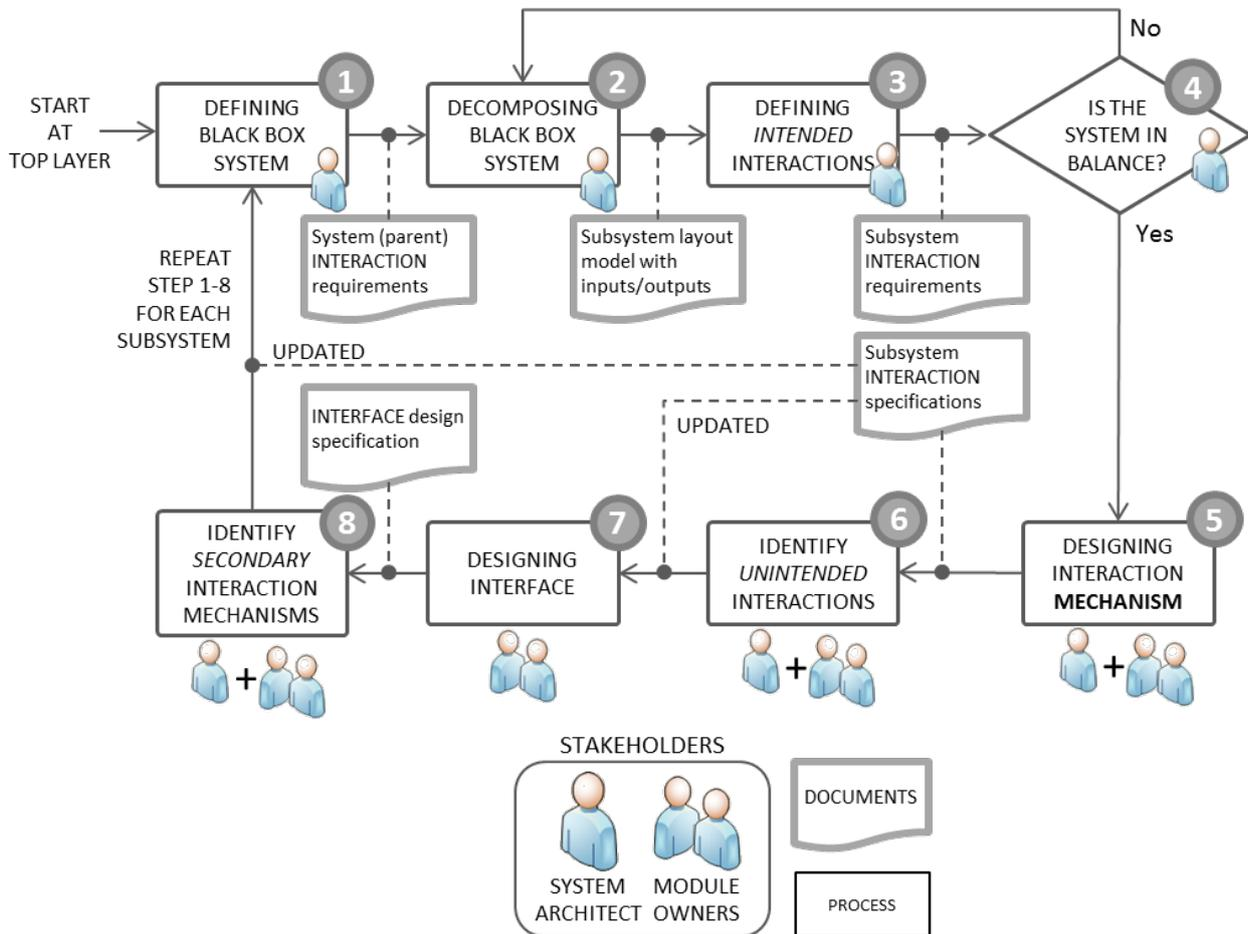 No
1
2
3
4
START
AT
TOP LAYER
DEFINING
BLACK BOX
SYSTEM
DECOMPOSING
BLACK BOX
SYSTEM
DEFINING
INTENDED
INTERACTIONS
IS THE
SYSTEM IN
BALANCE?
System (parent)
INTERACTION
requirements
Subsystem layout
model with
inputs/outputs
Subsystem
INTERACTION
requirements
Yes
REPEAT
STEP 1-8
FOR EACH
SUBSYSTEM
UPDATED
Subsystem
INTERACTION
specifications
INTERFACE design
specification
UPDATED
8
7
6
5
IDENTIFY
SECONDARY
INTERACTION
MECHANISMS
DESIGNING
INTERFACE
IDENTIFY
UNINTENDED
INTERACTIONS
DESIGNING
INTERACTION
MECHANISM
+
+
+
STAKEHOLDERS
SYSTEM
ARCHITECT
MODULE
OWNERS
DOCUMENTS
PROCESS